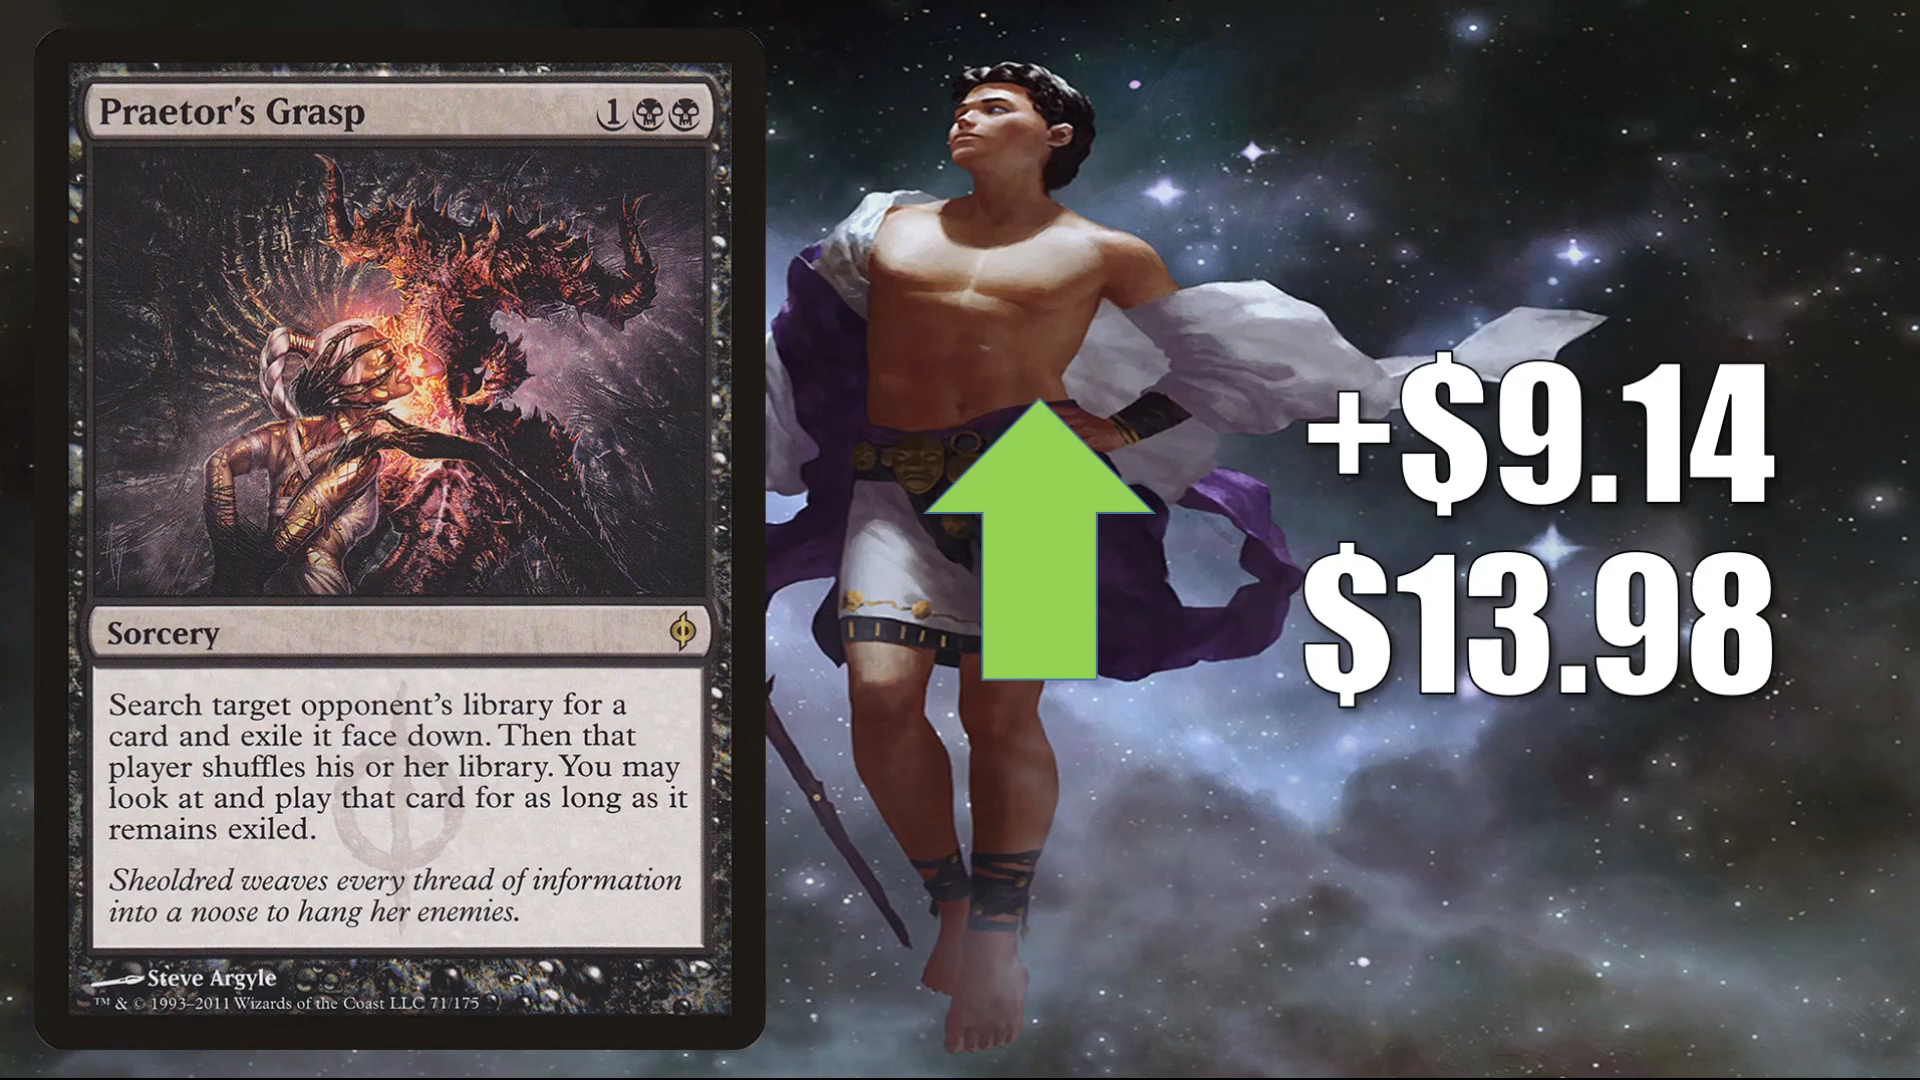 Praetor's Grasp
1
Sorcery
Search target opponent's library for a
card and exile it face down. Then that
player shuffles his or her library. You may
look at and play that card for as long as it
remains exiled.
Sheoldred weaves every thread of information
into a noose to hang her enemies.
Steve Argyle
™ & © 1993–2011 Wizards of the Coast LLC 71/175
+$9.14
$13.98